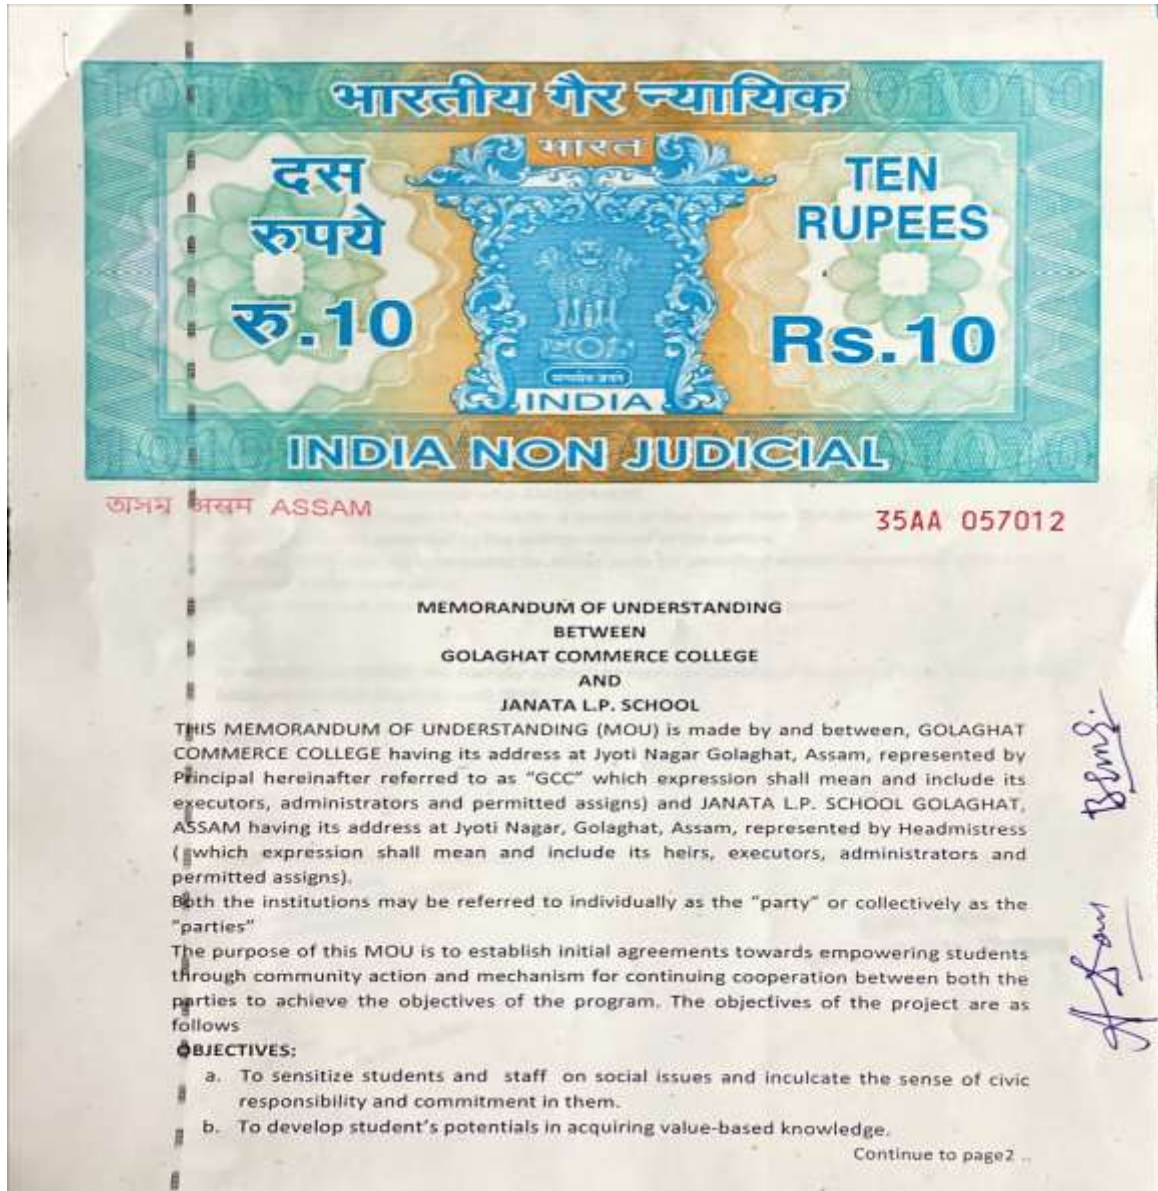 भारतीय गैर न्यायिक
भारत
दस
रुपये
रु.10
TEN
RUPEES
Rs.10
सत्यमेव जयते
INDIA
INDIA NON JUDICIAL
অসম असम ASSAM
35AA 057012
MEMORANDUM OF UNDERSTANDING
BETWEEN
GOLAGHAT COMMERCE COLLEGE
AND
JANATA L.P. SCHOOL
THIS MEMORANDUM OF UNDERSTANDING (MOU) is made by and between, GOLAGHAT
COMMERCE COLLEGE having its address at Jyoti Nagar Golaghat, Assam, represented by
Principal hereinafter referred to as “GCC” which expression shall mean and include its
executors, administrators and permitted assigns) and JANATA L.P. SCHOOL GOLAGHAT,
ASSAM having its address at Jyoti Nagar, Golaghat, Assam, represented by Headmistress
( which expression shall mean and include its heirs, executors, administrators and
permitted assigns).
Both the institutions may be referred to individually as the “party” or collectively as the
“parties”
The purpose of this MOU is to establish initial agreements towards empowering students
through community action and mechanism for continuing cooperation between both the
parties to achieve the objectives of the program. The objectives of the project are as
follows
OBJECTIVES:
a. To sensitize students and staff on social issues and inculcate the sense of civic
responsibility and commitment in them.
b. To develop student’s potentials in acquiring value-based knowledge.
Continue to page2 ..